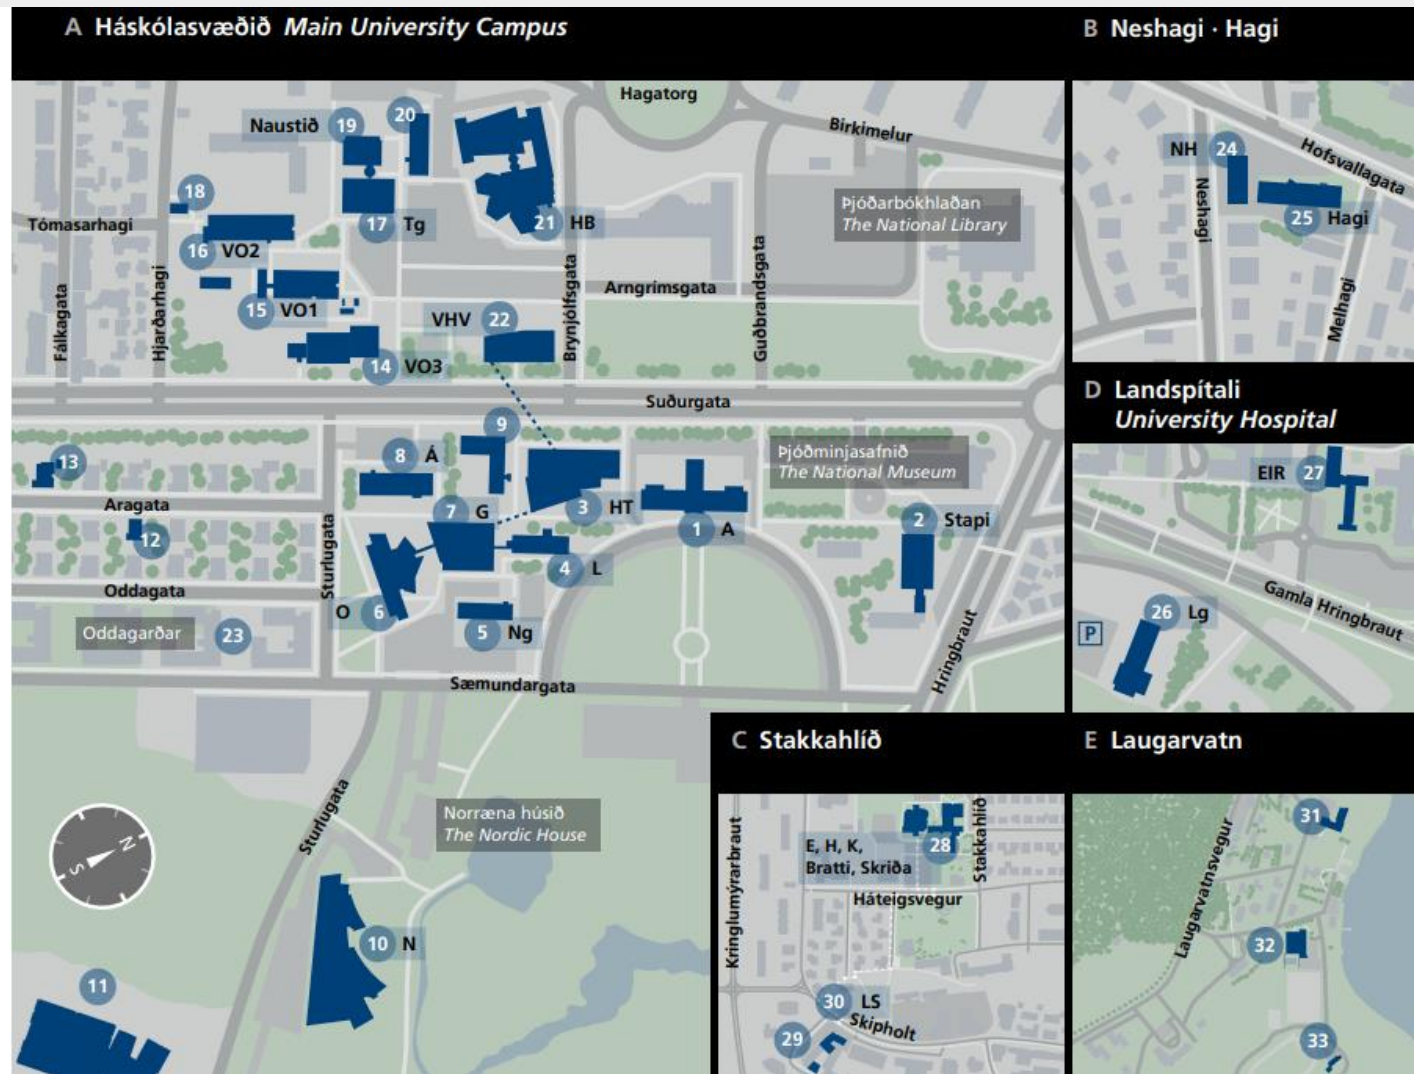 A Háskólasvæðið Main University Campus
Hagatorg
Birkimelur
20
19
Naustið
18
Tómasarhagi
16 VO2
17 Tg
21 HB
Þjóðarbókhlaðan
The National Library
Fálkagata
Hjarðarhagi
15 VO1
14 VO3
VHV 22
Brynjólfsgata
Arngrímsgata
Guðbrandsgata
Suðurgata
13
8 Á
9
7 G
3 HT
1 A
Þjóðminjasafnið
The National Museum
2 Stapi
Aragata
12
Sturlugata
Oddagata
O 6
4 L
5 Ng
Oddagarðar
23
Sæmundargata
Hringbraut
Sturlugata
Norræna húsið
The Nordic House
N
S
10 N
11
B Neshagi · Hagi
NH 24
Neshagi
Hofsvallagata
25 Hagi
Melhagi
D Landspítali
University Hospital
EIR 27
26 Lg
P
Gamla Hringbraut
C Stakkahlíð
Kringlumýrarbraut
E, H, K,
Bratti, Skriða
28
Stakkahlíð
Háteigsvegur
30 LS
Skipholt
29
E Laugarvatn
31
Laugarvatnsvegur
32
33